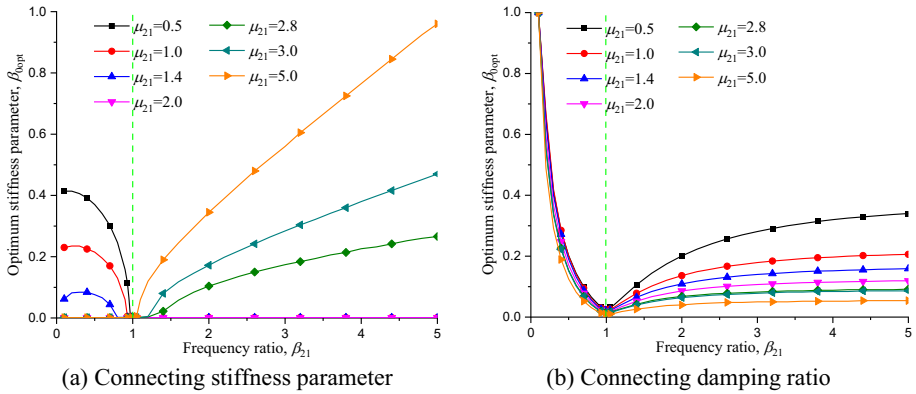 1.0
0.8
0.6
0.4
0.2
0.0
Optimum stiffness parameter, β0opt
μ21=0.5
μ21=1.0
μ21=1.4
μ21=2.0
μ21=2.8
μ21=3.0
μ21=5.0
0 1 2 3 4 5
Frequency ratio, β21
(a) Connecting stiffness parameter
1.0
0.8
0.6
0.4
0.2
0.0
Optimum stiffness parameter, β0opt
μ21=0.5
μ21=1.0
μ21=1.4
μ21=2.0
μ21=2.8
μ21=3.0
μ21=5.0
0 1 2 3 4 5
Frequency ratio, β21
(b) Connecting damping ratio